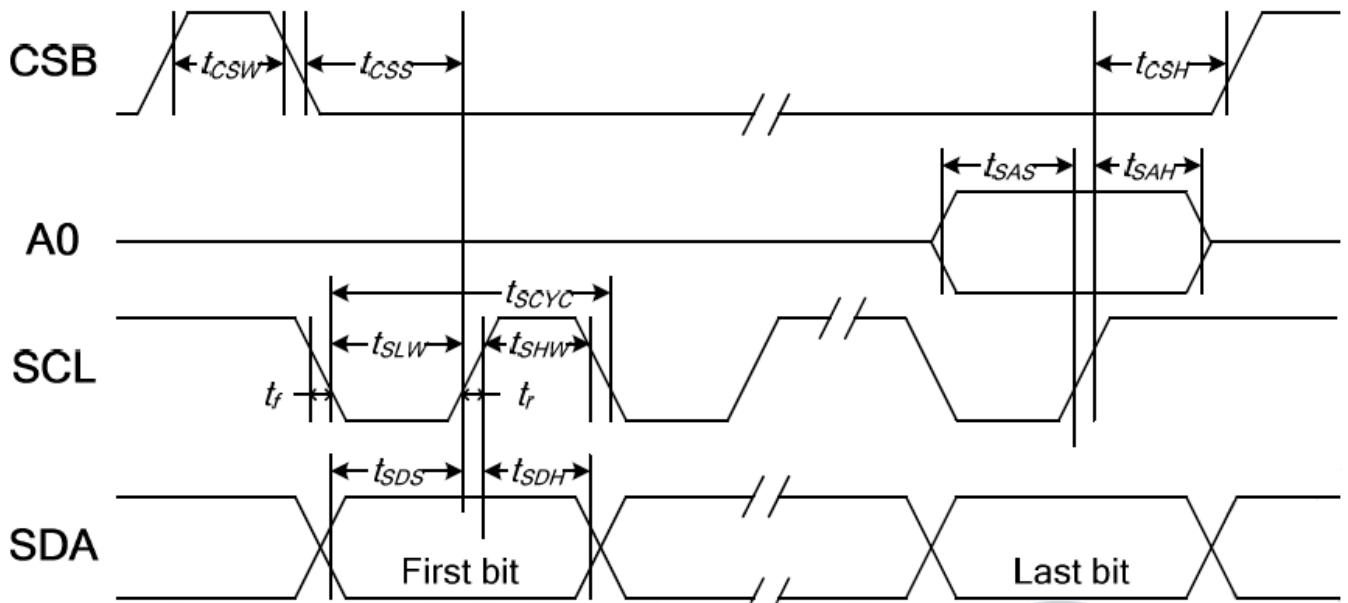 CSB
tCSW
tCSS
tCSH
tSAS
tSAH
A0
tSCYC
tSLW
tSHW
SCL
tf
tr
tSDS
tSDH
SDA
First bit
Last bit